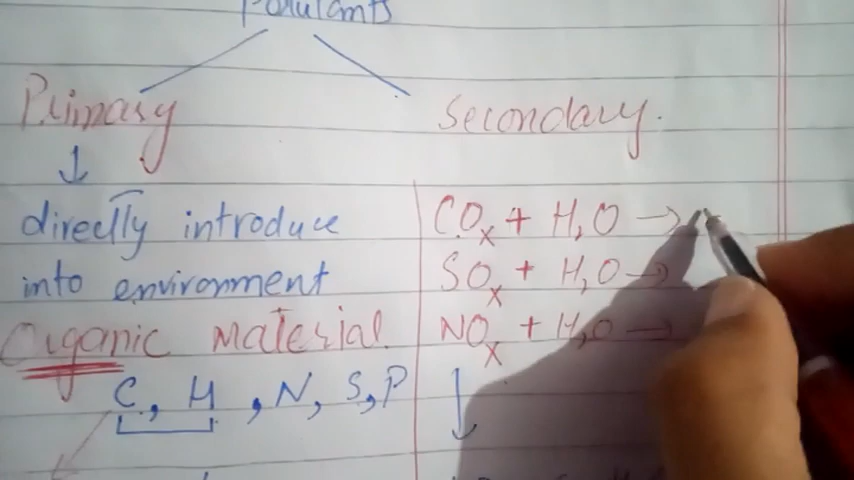 Pollutants
Primary
Secondary.
↓
directly introduce
into environment
Organic Material
C, H, N, S, P
COx + H2O →
SOx + H2O →
NOx + H2O →
↓